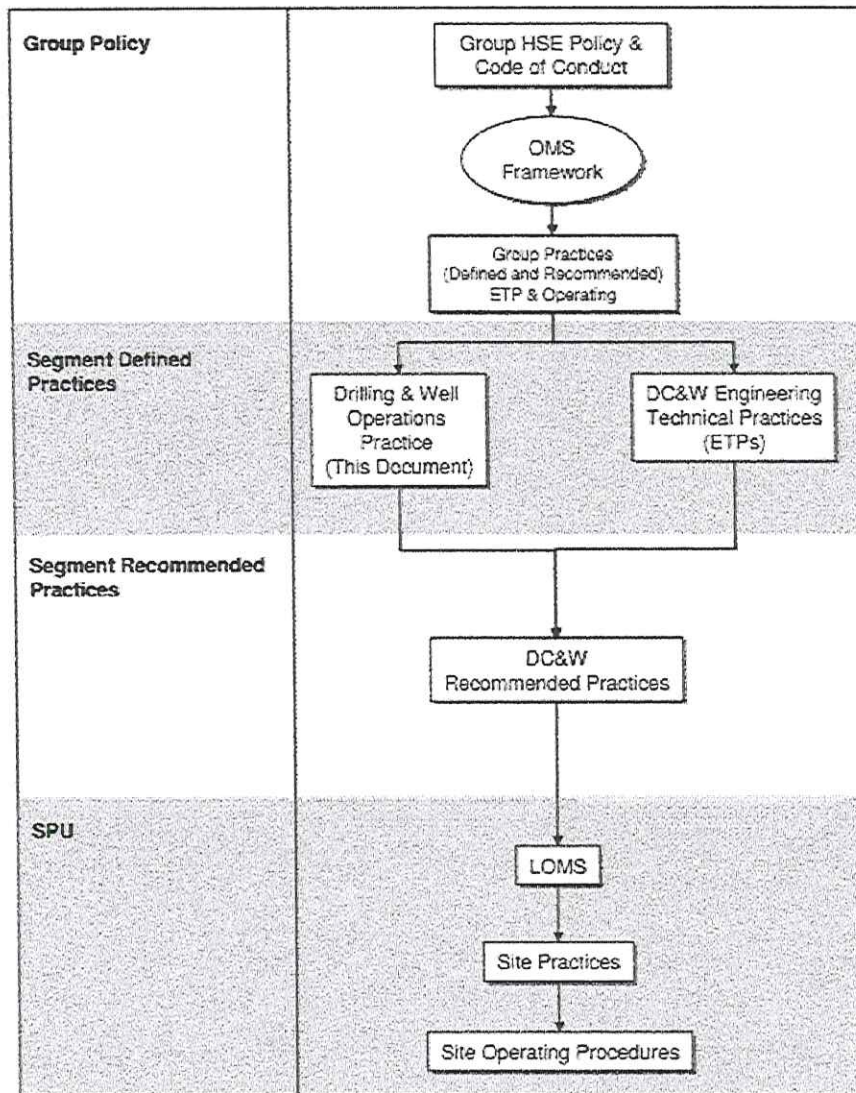 Group Policy
Group HSE Policy &
Code of Conduct
OMS
Framework
Group Practices
(Defined and Recommended)
ETP & Operating
Segment Defined
Practices
Drilling & Well
Operations
Practice
(This Document)
DC&W Engineering
Technical Practices
(ETPs)
Segment Recommended
Practices
DC&W
Recommended Practices
SPU
LOMS
Site Practices
Site Operating Procedures